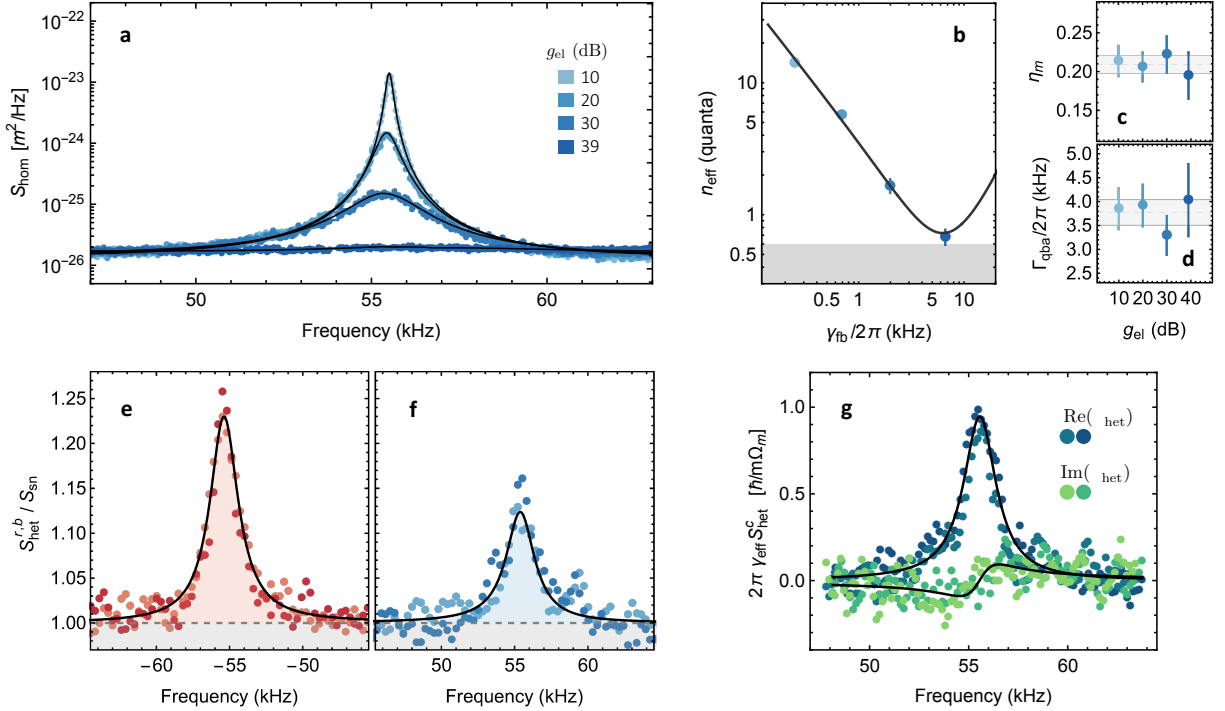 a
g_el (dB)
10
20
30
39
10⁻²²
10⁻²³
10⁻²⁴
10⁻²⁵
10⁻²⁶
S_hom [m²/Hz]
50
55
60
Frequency (kHz)
b
10
5
1
0.5
n_eff (quanta)
0.5
1
5
10
γ_fb/2π (kHz)
c
0.25
0.20
0.15
0.10
η_m
d
5.0
4.5
4.0
3.5
3.0
2.5
Γ_qba/2π (kHz)
10
20
30
40
g_el (dB)
e
1.25
1.20
1.15
1.10
1.05
1.00
S_het^{r,b} / S_sn
−60
−55
−50
Frequency (kHz)
f
50
55
60
Frequency (kHz)
g
Re( het)
Im( het)
1.0
0.5
0.0
2π γ_eff S_het^c [ħ/mΩ_m]
50
55
60
Frequency (kHz)